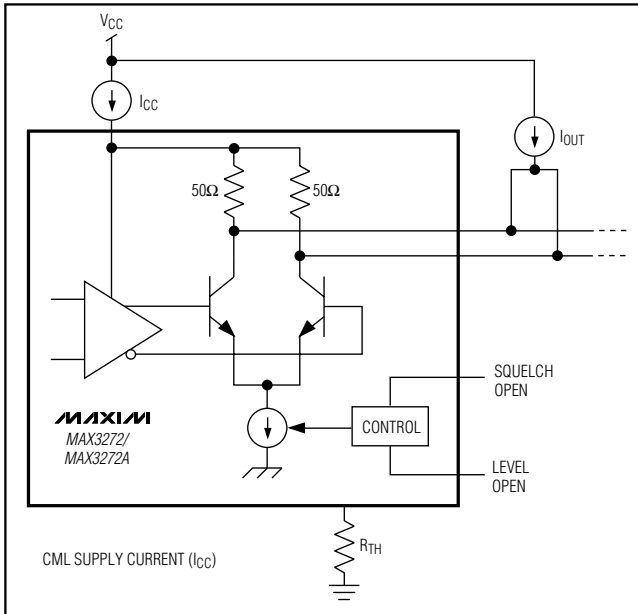 VCC
ICC
IOUT
50Ω 50Ω
SQUELCH
OPEN
CONTROL
MAXIM
MAX3272/
MAX3272A
LEVEL
OPEN
RTH
CML SUPPLY CURRENT (ICC)